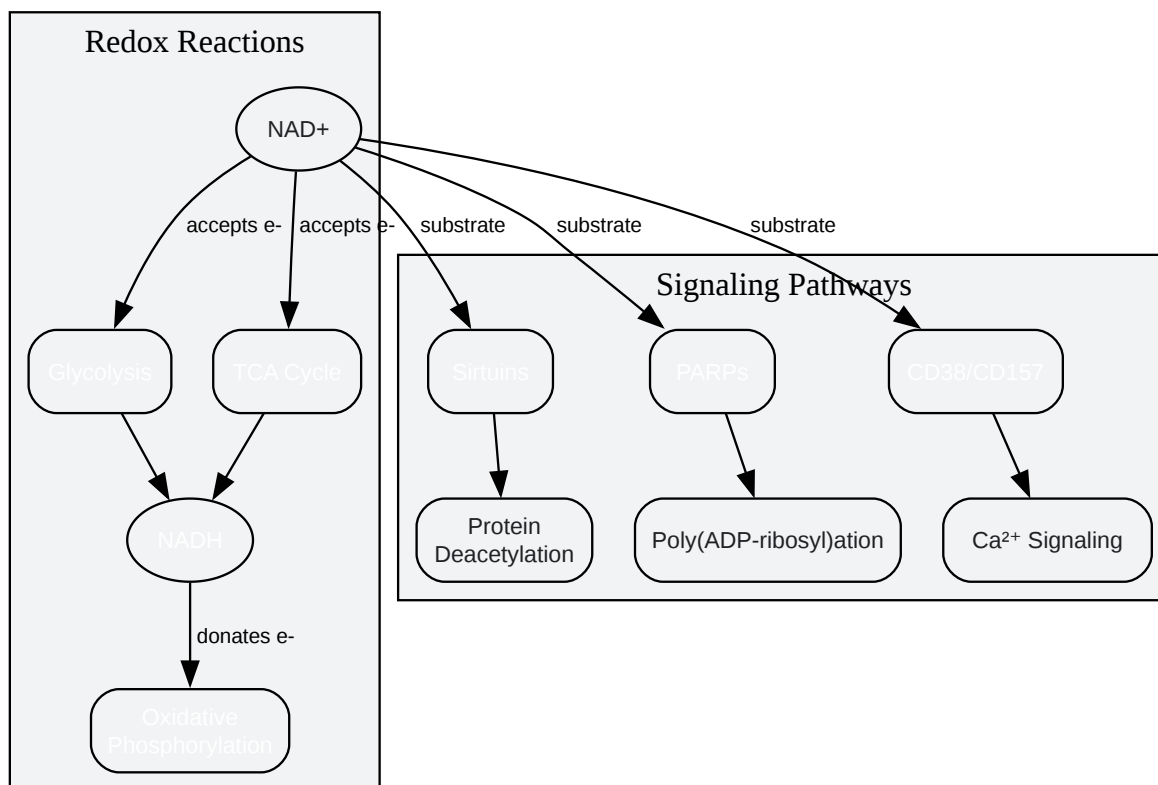 Redox Reactions
NAD+
accepts e-
accepts e-
substrate
substrate
substrate
Signaling Pathways
Glycolysis
TCA Cycle
Sirtuins
PARPs
CD38/CD157
NADH
Protein
Deacetylation
Poly(ADP-ribosyl)ation
Ca²⁺ Signaling
donates e-
Oxidative
Phosphorylation